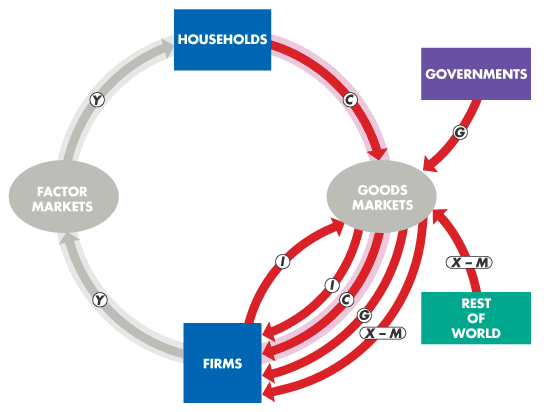 HOUSEHOLDS
GOVERNMENTS
Y
C
G
FACTOR
MARKETS
GOODS
MARKETS
I
X – M
I
Y
C
G
REST
OF
WORLD
X – M
FIRMS